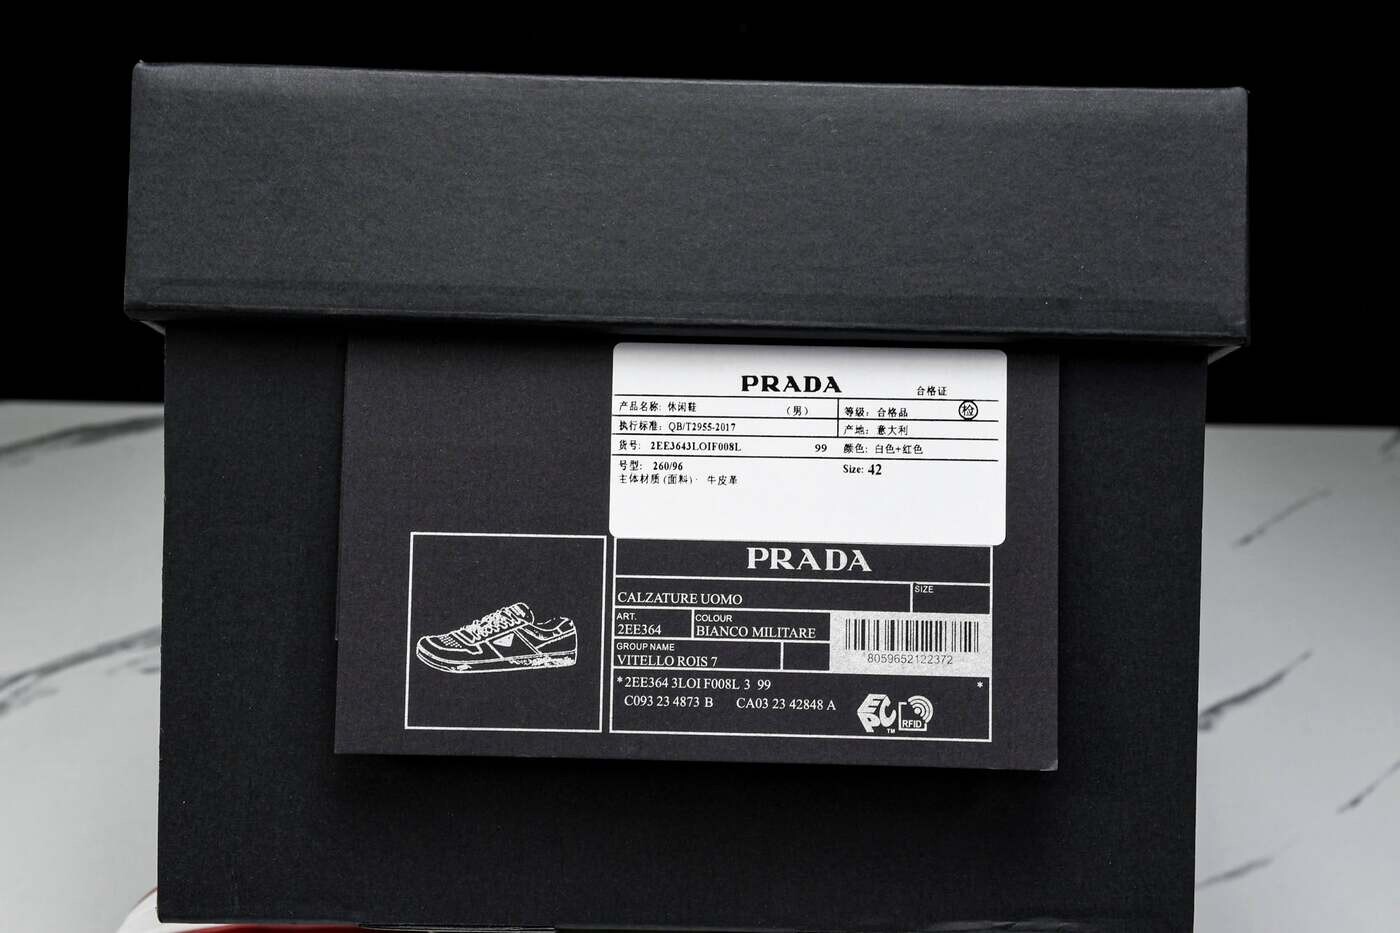 PRADA 合格证
产品名称: 休闲鞋 (男) 等级: 合格品 检
执行标准: QB/T2955-2017 产地: 意大利
货号: 2EE3643LOIF008L 99 颜色: 白色+红色
号型: 260/96 Size: 42
主体材质(面料): 牛皮革
PRADA
CALZATURE UOMO SIZE
ART. COLOUR
2EE364 BIANCO MILITARE
GROUP NAME
VITELLO ROIS 7
8059652122372
*2EE364 3LOI F008L 3 99 *
C093 23 4873 B CA03 23 42848 A
EPC TM RFID